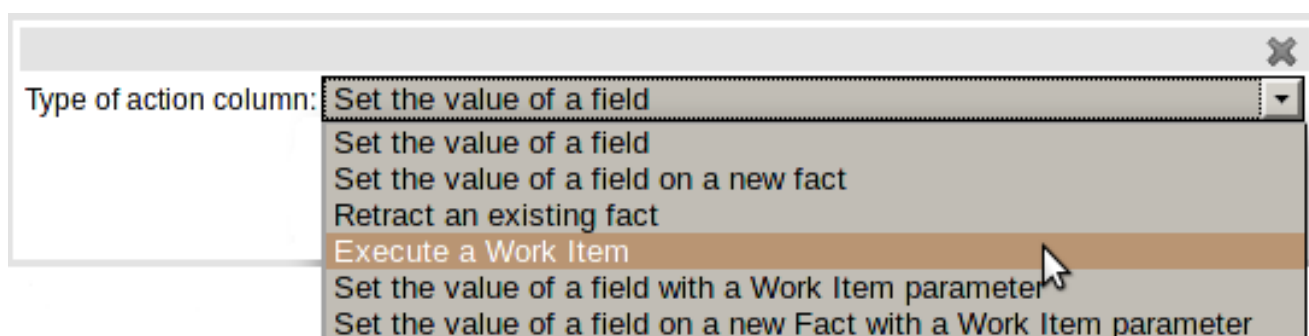 Type of action column: Set the value of a field
Set the value of a field
Set the value of a field on a new fact
Retract an existing fact
Execute a Work Item
Set the value of a field with a Work Item parameter
Set the value of a field on a new Fact with a Work Item parameter